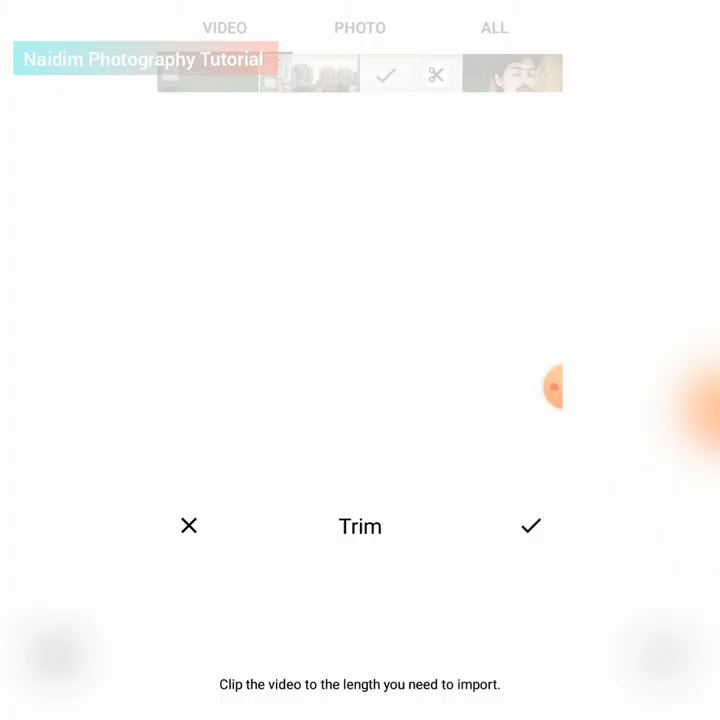 VIDEO PHOTO ALL
Naidim Photography Tutorial
Trim
Clip the video to the length you need to import.